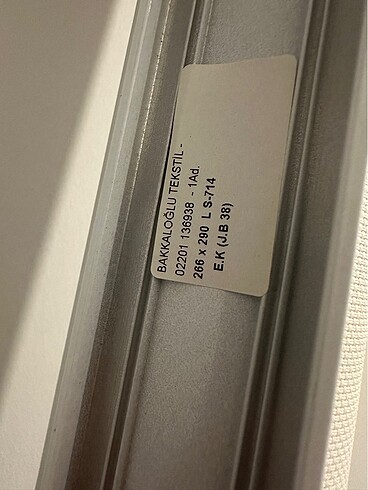 BAKKALOĞLU TEKSTİL -
02201 136938 - 1Ad.
266 x 290 L S-714
E.K (J.B 38)